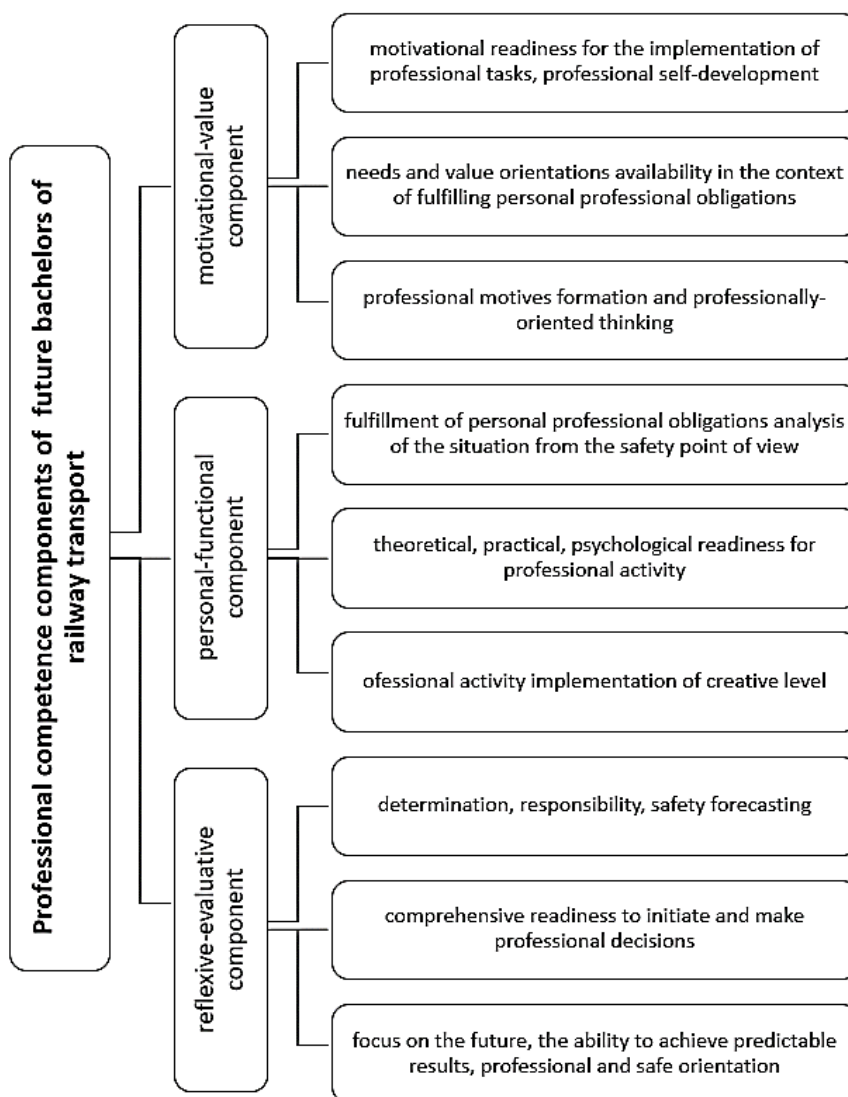 Professional competence components of future bachelors of
railway transport
motivational-value
component
motivational readiness for the implementation of
professional tasks, professional self-development
needs and value orientations availability in the context
of fulfilling personal professional obligations
professional motives formation and professionally-
oriented thinking
personal-functional
component
fulfillment of personal professional obligations analysis
of the situation from the safety point of view
theoretical, practical, psychological readiness for
professional activity
ofessional activity implementation of creative level
reflexive-evaluative
component
determination, responsibility, safety forecasting
comprehensive readiness to initiate and make
professional decisions
focus on the future, the ability to achieve predictable
results, professional and safe orientation